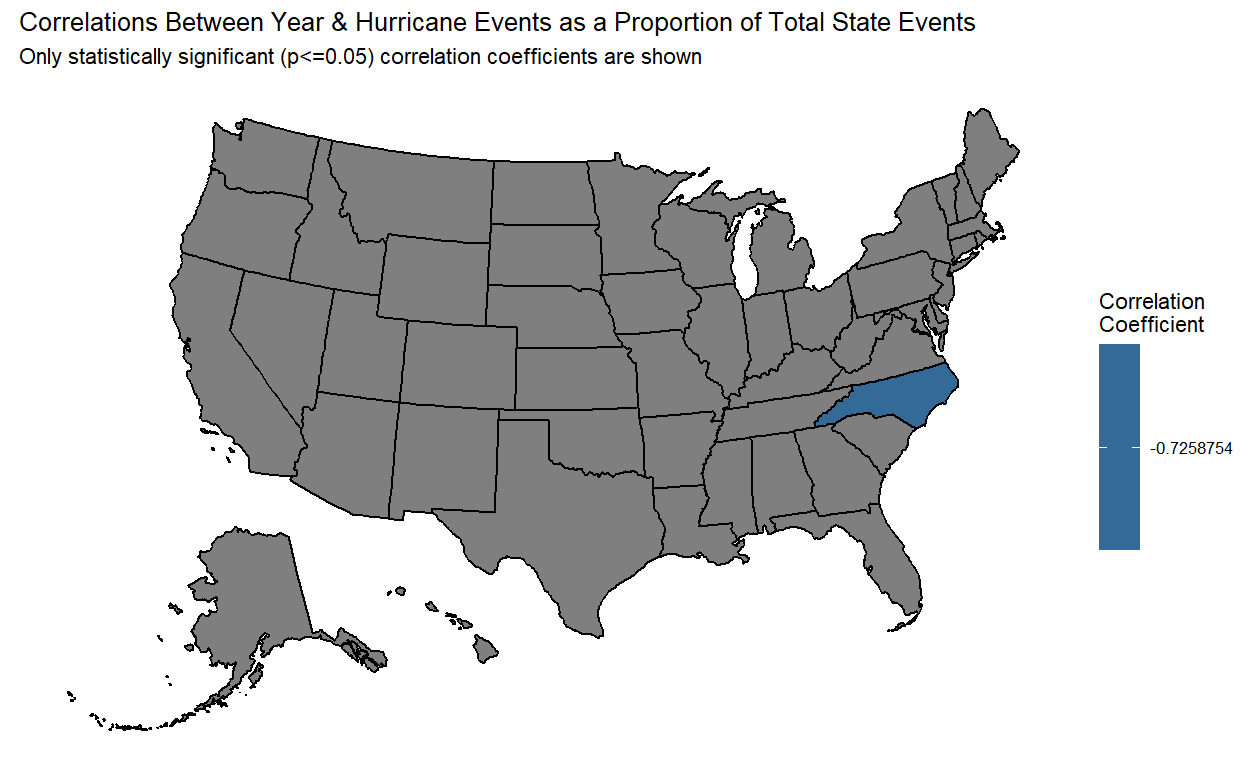 Correlations Between Year & Hurricane Events as a Proportion of Total State Events
Only statistically significant (p<=0.05) correlation coefficients are shown
Correlation
Coefficient
-0.7258754